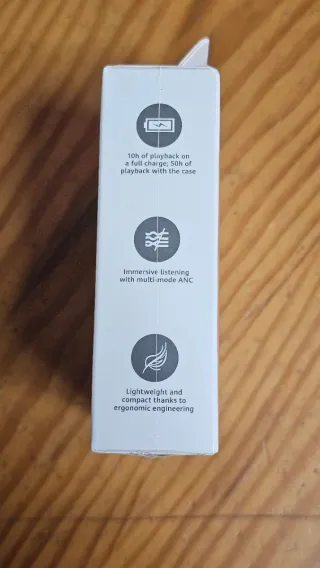 10h of playback on
a full charge; 50h of
playback with the case
Immersive listening
with multi-mode ANC
Lightweight and
compact thanks to
ergonomic engineering